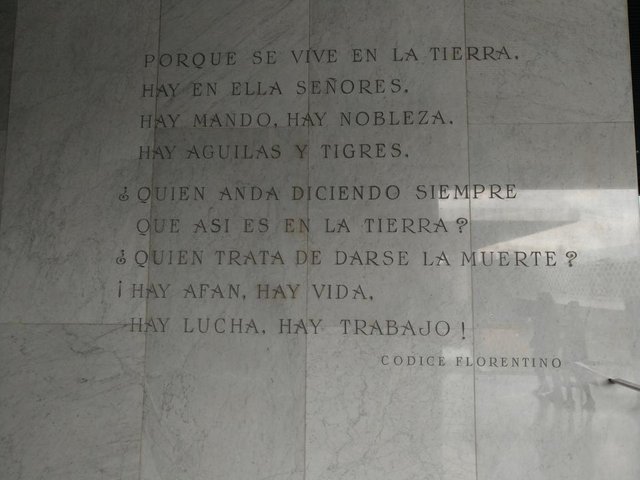 PORQUE SE VIVE EN LA TIERRA.
HAY EN ELLA SEÑORES.
HAY MANDO, HAY NOBLEZA.
HAY AGUILAS Y TIGRES.
¿QUIEN ANDA DICIENDO SIEMPRE
QUE ASI ES EN LA TIERRA?
¿QUIEN TRATA DE DARSE LA MUERTE?
¡HAY AFAN, HAY VIDA,
HAY LUCHA, HAY TRABAJO!
CODICE FLORENTINO